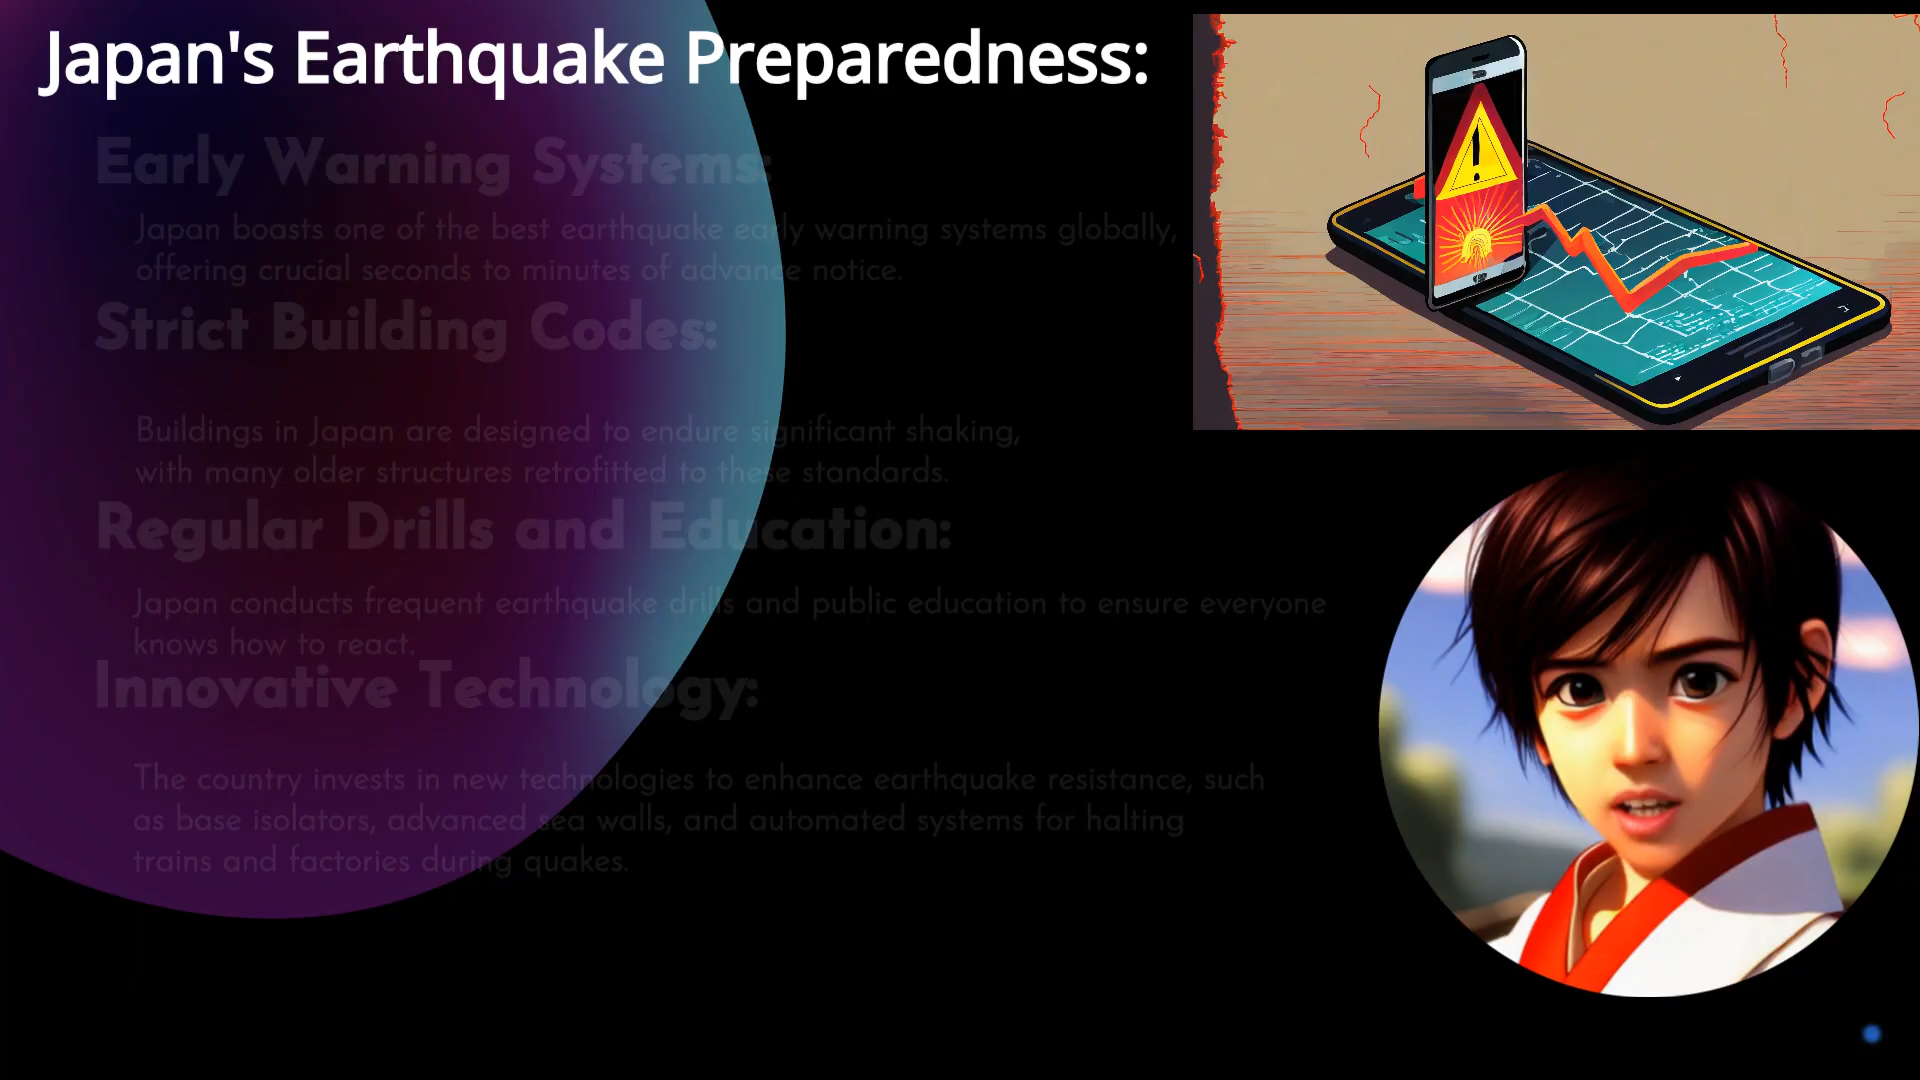 Japan's Earthquake Preparedness:
Early Warning Systems:
Japan boasts one of the best earthquake early warning systems globally,
offering crucial seconds to minutes of advance notice.
Strict Building Codes:
Buildings in Japan are designed to endure significant shaking,
with many older structures retrofitted to these standards.
Regular Drills and Education:
Japan conducts frequent earthquake drills and public education to ensure everyone
knows how to react.
Innovative Technology:
The country invests in new technologies to enhance earthquake resistance, such
as base isolators, advanced sea walls, and automated systems for halting
trains and factories during quakes.